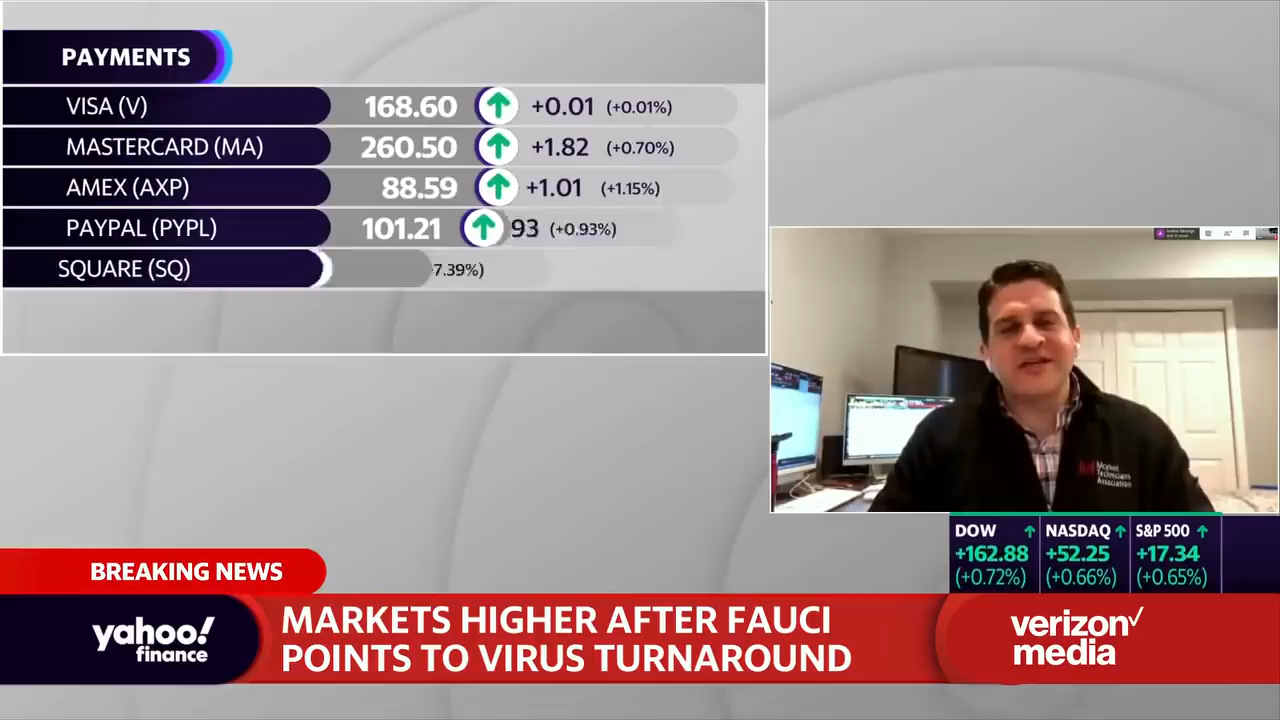 PAYMENTS
VISA (V) 168.60 +0.01 (+0.01%)
MASTERCARD (MA) 260.50 +1.82 (+0.70%)
AMEX (AXP) 88.59 +1.01 (+1.15%)
PAYPAL (PYPL) 101.21 93 (+0.93%)
SQUARE (SQ) 7.39%)
Market
Technicians
Association
DOW NASDAQ S&P 500
+162.88 +52.25 +17.34
(+0.72%) (+0.66%) (+0.65%)
BREAKING NEWS
yahoo!
finance
MARKETS HIGHER AFTER FAUCI
POINTS TO VIRUS TURNAROUND
verizon
media